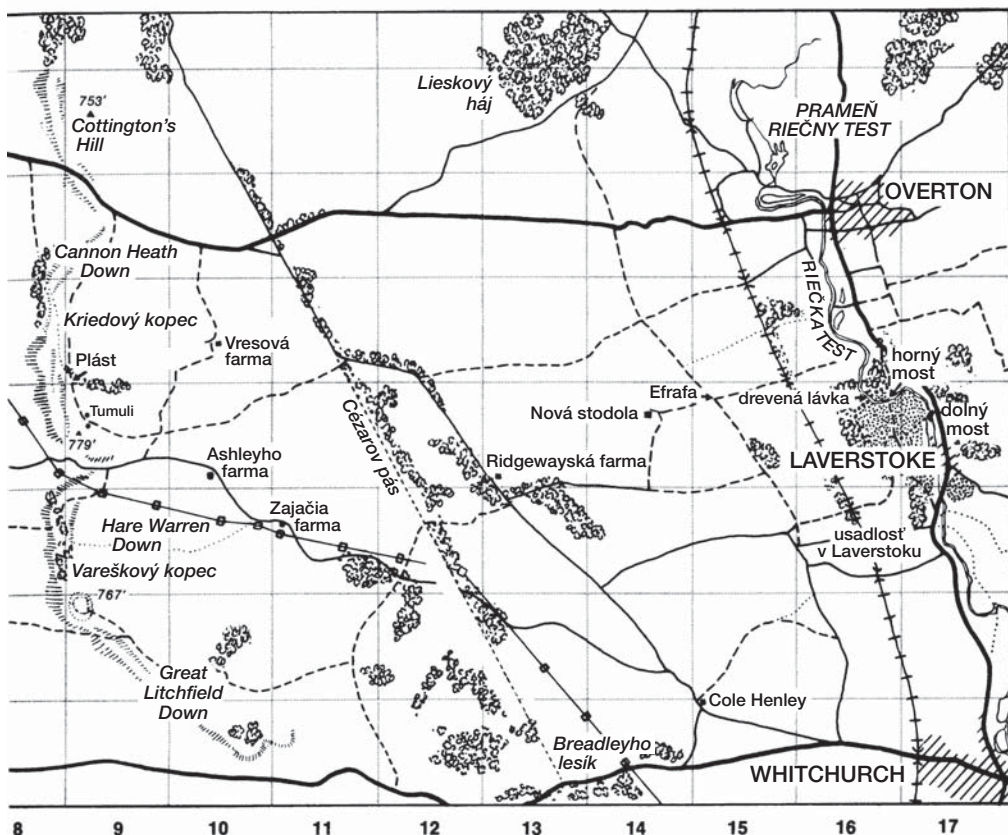 Lieskový
háj
753'
Cottington's
Hill
PRAMEŇ
RIEČNY TEST
OVERTON
Cannon Heath
Down
RIEČKA TEST
Kriedový kopec
Vresová
farma
horný
most
Plást
Cézarov pás
Efrafa
drevená lávka
Tumuli
Nová stodola
dolný
most
779'
Ashleyho
farma
Ridgewayská farma
LAVERSTOKE
Zajačia
farma
Hare Warren
Down
usadlosť
v Laverstoku
Vareškový kopec
767'
Great
Litchfield
Down
Cole Henley
Breadleyho
lesík
WHITCHURCH
8 9 10 11 12 13 14 15 16 17